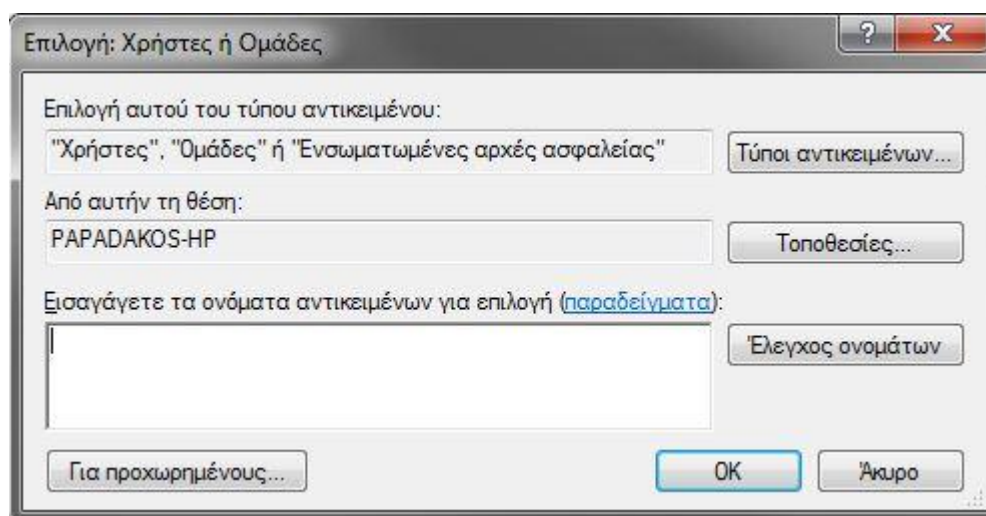 Επιλογή: Χρήστες ή Ομάδες
Επιλογή αυτού του τύπου αντικειμένου:
"Χρήστες", "Ομάδες" ή "Ενσωματωμένες αρχές ασφαλείας"
Τύποι αντικειμένων...
Από αυτήν τη θέση:
PAPADAKOS-HP
Τοποθεσίες...
Εισαγάγετε τα ονόματα αντικειμένων για επιλογή (παραδείγματα):
Έλεγχος ονομάτων
Για προχωρημένους...
OK
Άκυρο